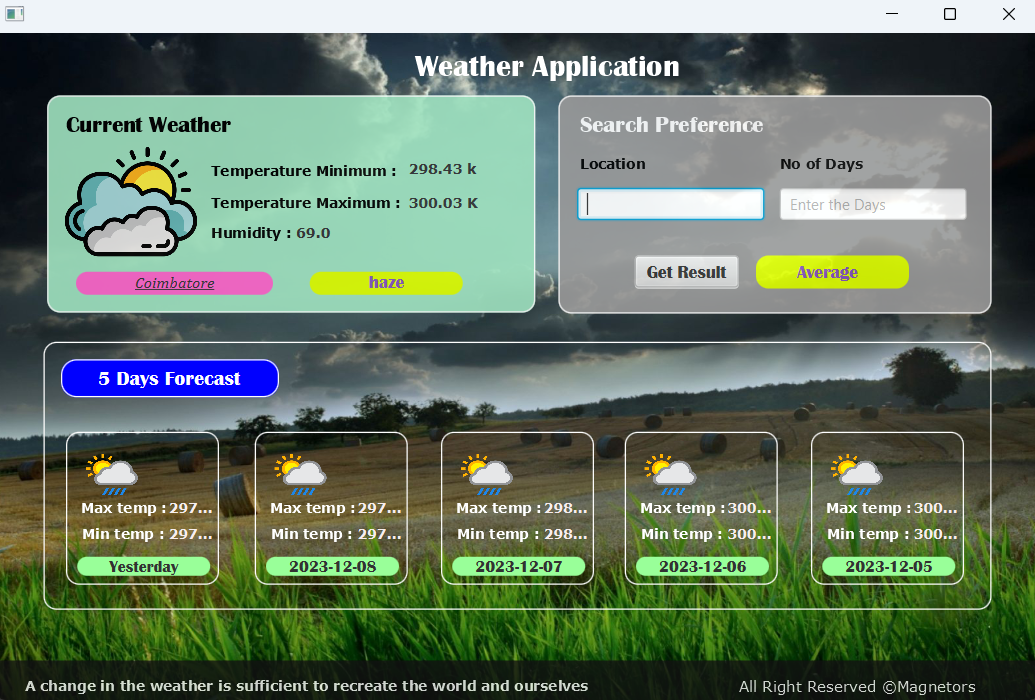 Weather Application
Current Weather
Temperature Minimum : 298.43 k
Temperature Maximum : 300.03 K
Humidity : 69.0
Coimbatore
haze
Search Preference
Location
No of Days
Enter the Days
Get Result
Average
5 Days Forecast
Max temp : 297...
Min temp : 297...
Yesterday
Max temp : 297...
Min temp : 297...
2023-12-08
Max temp : 298...
Min temp : 298...
2023-12-07
Max temp : 300...
Min temp : 300...
2023-12-06
Max temp : 300...
Min temp : 300...
2023-12-05
A change in the weather is sufficient to recreate the world and ourselves
All Right Reserved ©Magnetors